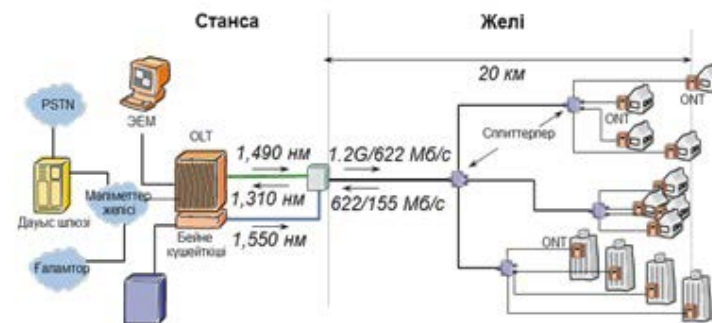 Станса
Желі
20 км
PSTN
ЭЕМ
OLT
Дауыс шлюзі
Мәліметтер
желісі
Ғаламтор
Бейне
күшейткіші
1,490 нм
1,310 нм
1,550 нм
1.2G/622 Мб/с
622/155 Мб/с
Сплиттерлер
ONT
ONT
ONT